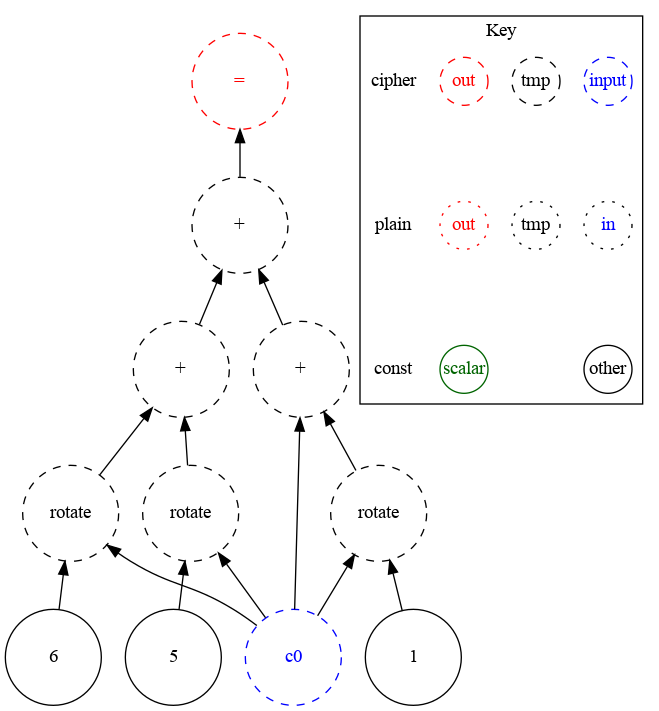 =
+
+
+
rotate
rotate
rotate
6
5
c0
1
Key
cipher out tmp input
plain out tmp in
const scalar other